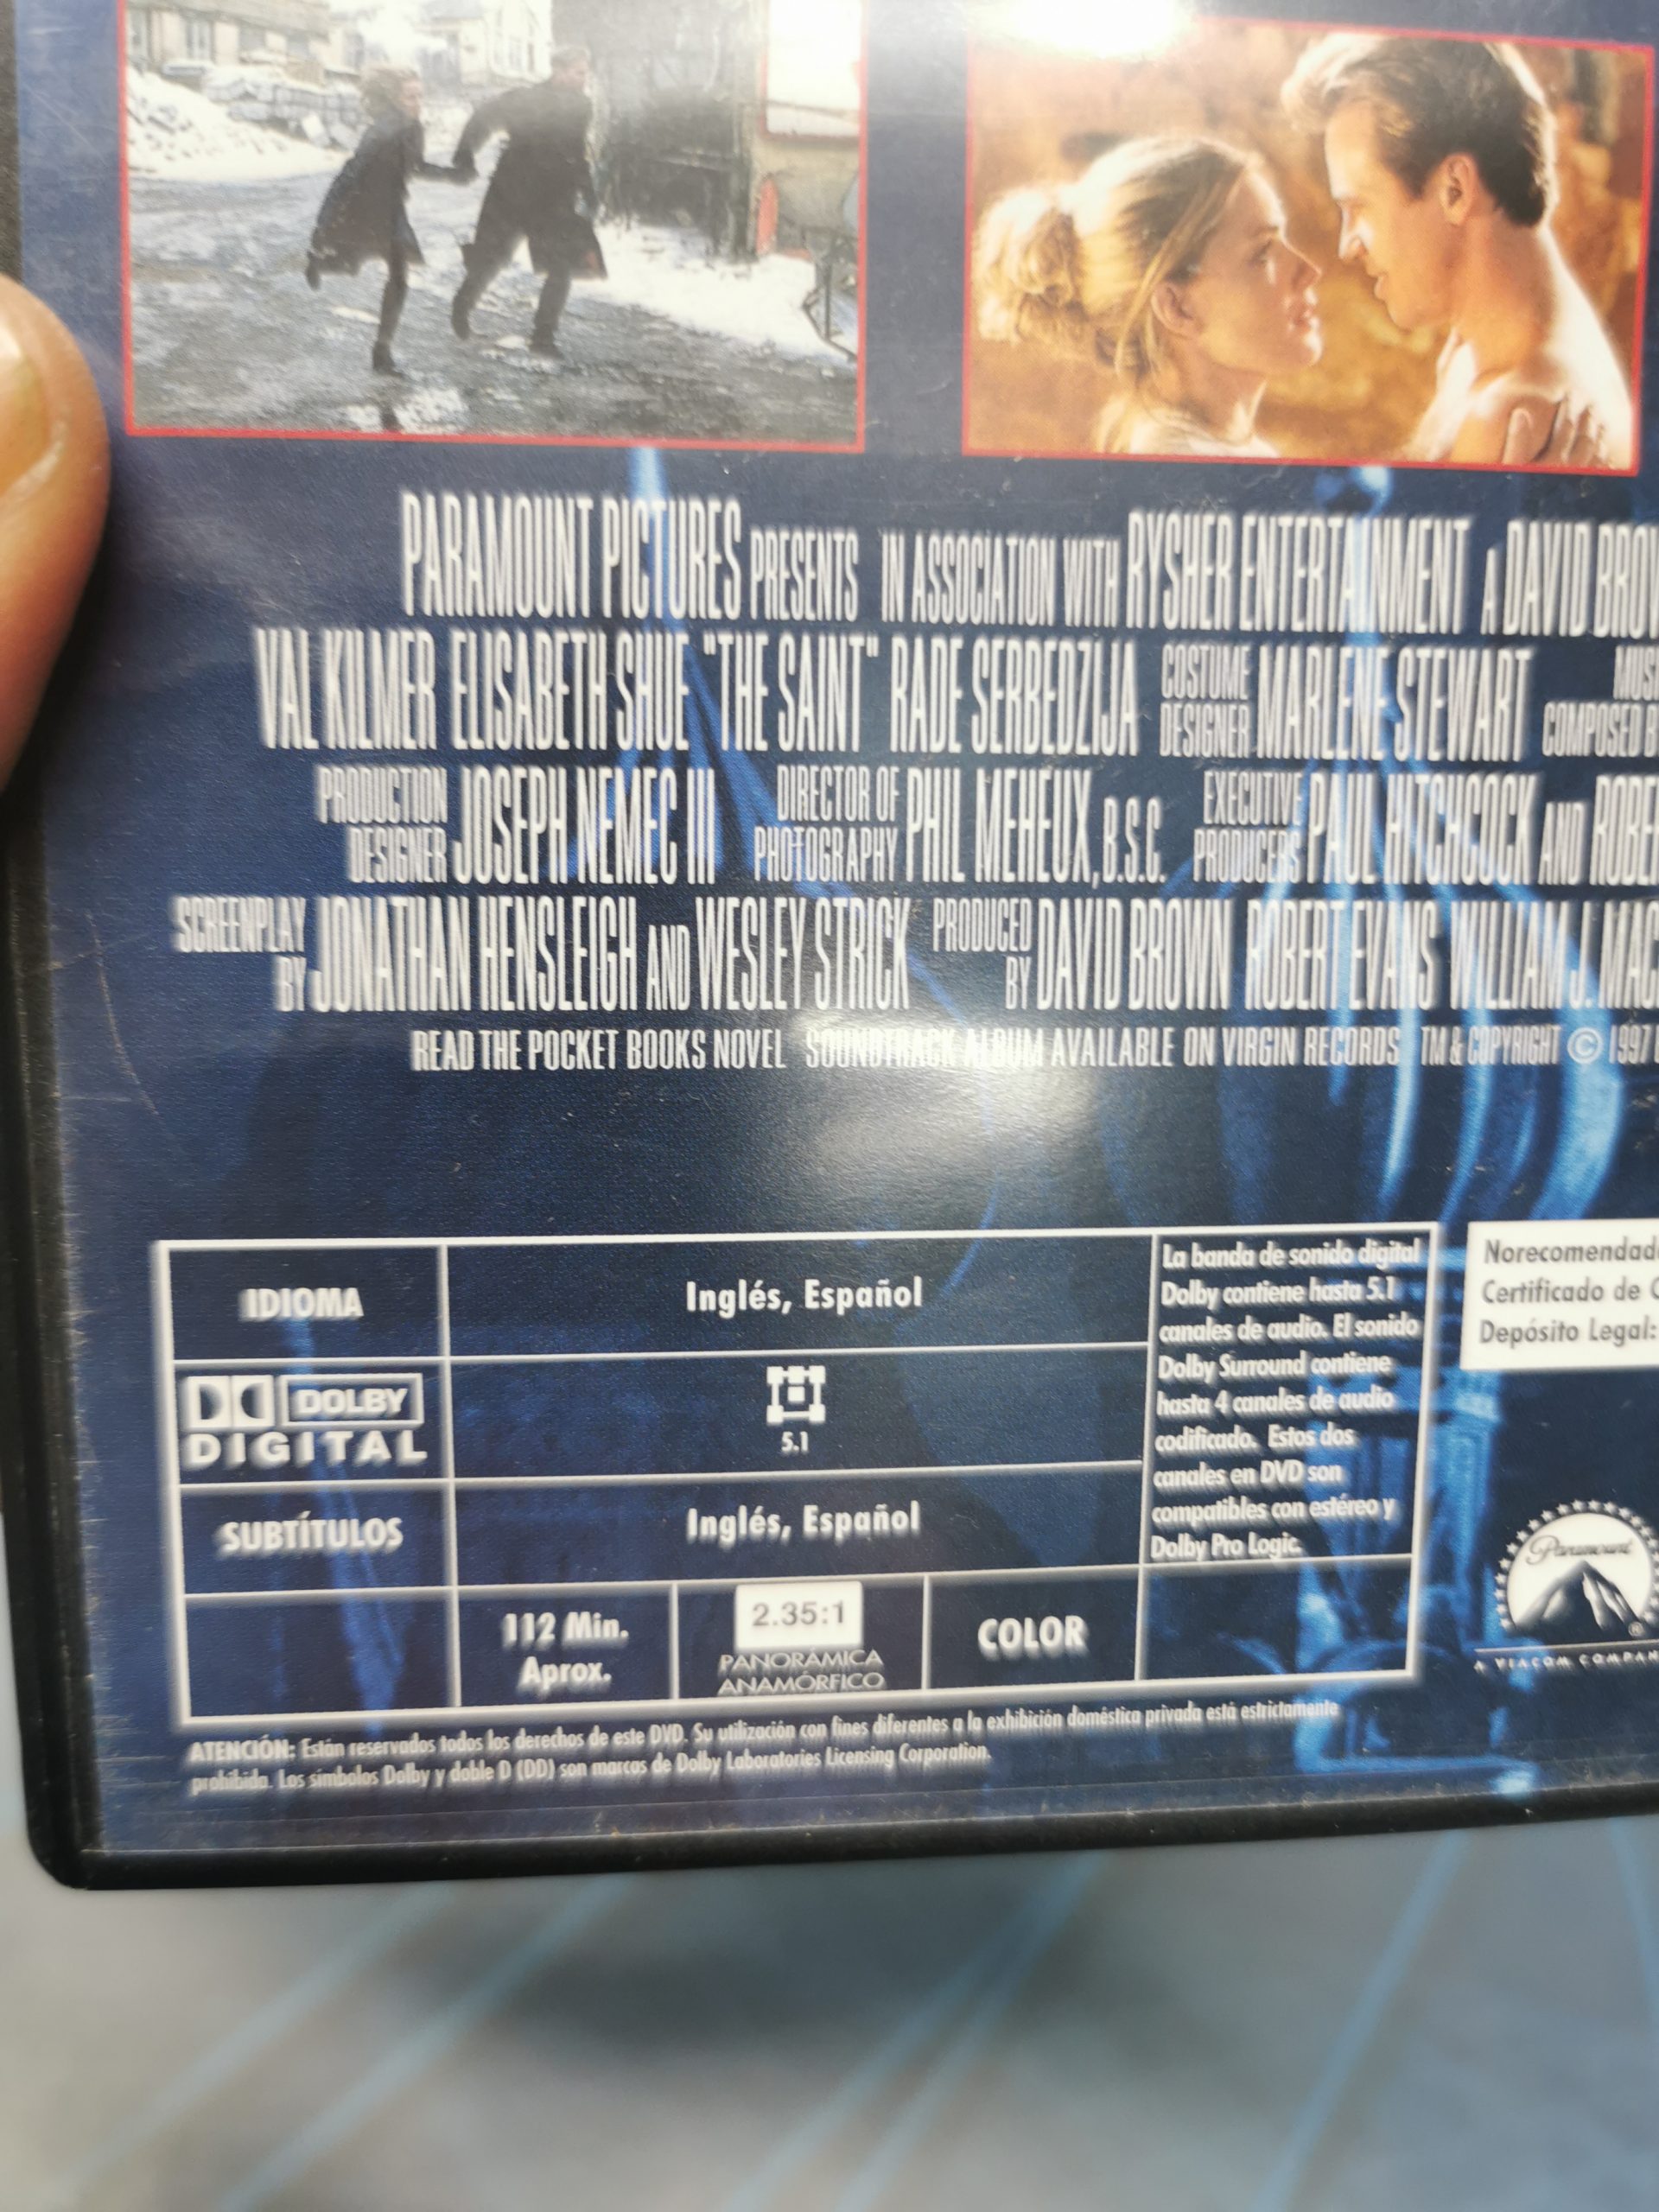 PARAMOUNT PICTURES PRESENTS IN ASSOCIATION WITH RYSHER ENTERTAINMENT A DAVID
VAL KILMER ELISABETH SHUE "THE SAINT" RADE SERBEDZIJA COSTUME DESIGNER MARLENE STEWART COMPOSED
PRODUCTION DESIGNER JOSEPH NEMEC III DIRECTOR OF PHOTOGRAPHY PHIL MEHEUX, B.S.C. EXECUTIVE PRODUCERS PAUL HITCHCOCK AND
SCREENPLAY BY JONATHAN HENSLEIGH AND WESLEY STRICK PRODUCED BY DAVID BROWN ROBERT EVANS WILLIAM J. MAC
READ THE POCKET BOOKS NOVEL SOUNDTRACK ALBUM AVAILABLE ON VIRGIN RECORDS TM & COPYRIGHT © 1997
IDIOMA
Inglés, Español
DOLBY
DIGITAL
5.1
SUBTÍTULOS
Inglés, Español
112 Min.
Aprox.
2.35:1
PANORÁMICA
ANAMÓRFICO
COLOR
La banda de sonido digital
Dolby contiene hasta 5.1
canales de audio. El sonido
Dolby Surround contiene
hasta 4 canales de audio
codificado. Estos dos
canales en DVD son
compatibles con estéreo y
Dolby Pro Logic.
Norecomendad
Certificado de
Depósito Legal:
Paramount
®
A VIACOM COMPAN
ATENCIÓN: Están reservados todos los derechos de este DVD. Su utilización con fines diferentes a la exhibición doméstica privada está estrictamente
prohibida. Los símbolos Dolby y doble D (DD) son marcas de Dolby Laboratories Licensing Corporation.